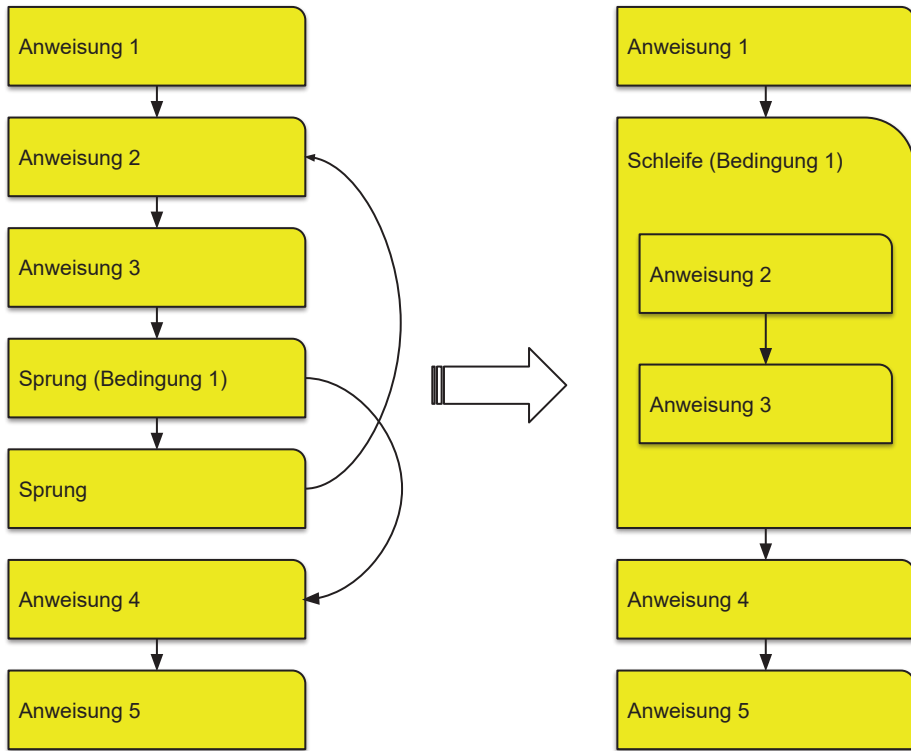 Anweisung 1
Anweisung 2
Anweisung 3
Sprung (Bedingung 1)
Sprung
Anweisung 4
Anweisung 5
Anweisung 1
Schleife (Bedingung 1)
Anweisung 2
Anweisung 3
Anweisung 4
Anweisung 5